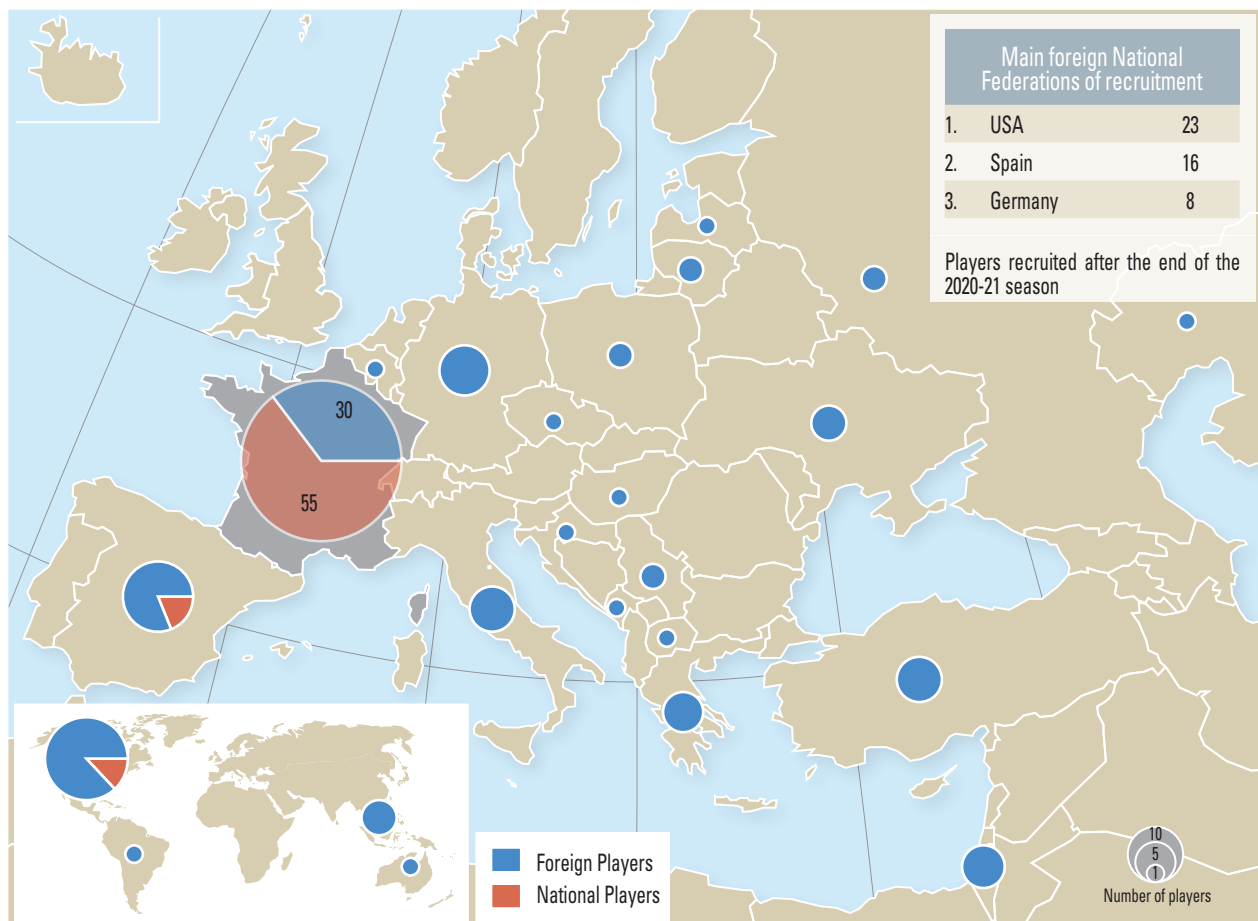 Main foreign National
Federations of recruitment
1. USA 23
2. Spain 16
3. Germany 8
Players recruited after the end of the
2020-21 season
30
55
Foreign Players
National Players
10
5
1
Number of players